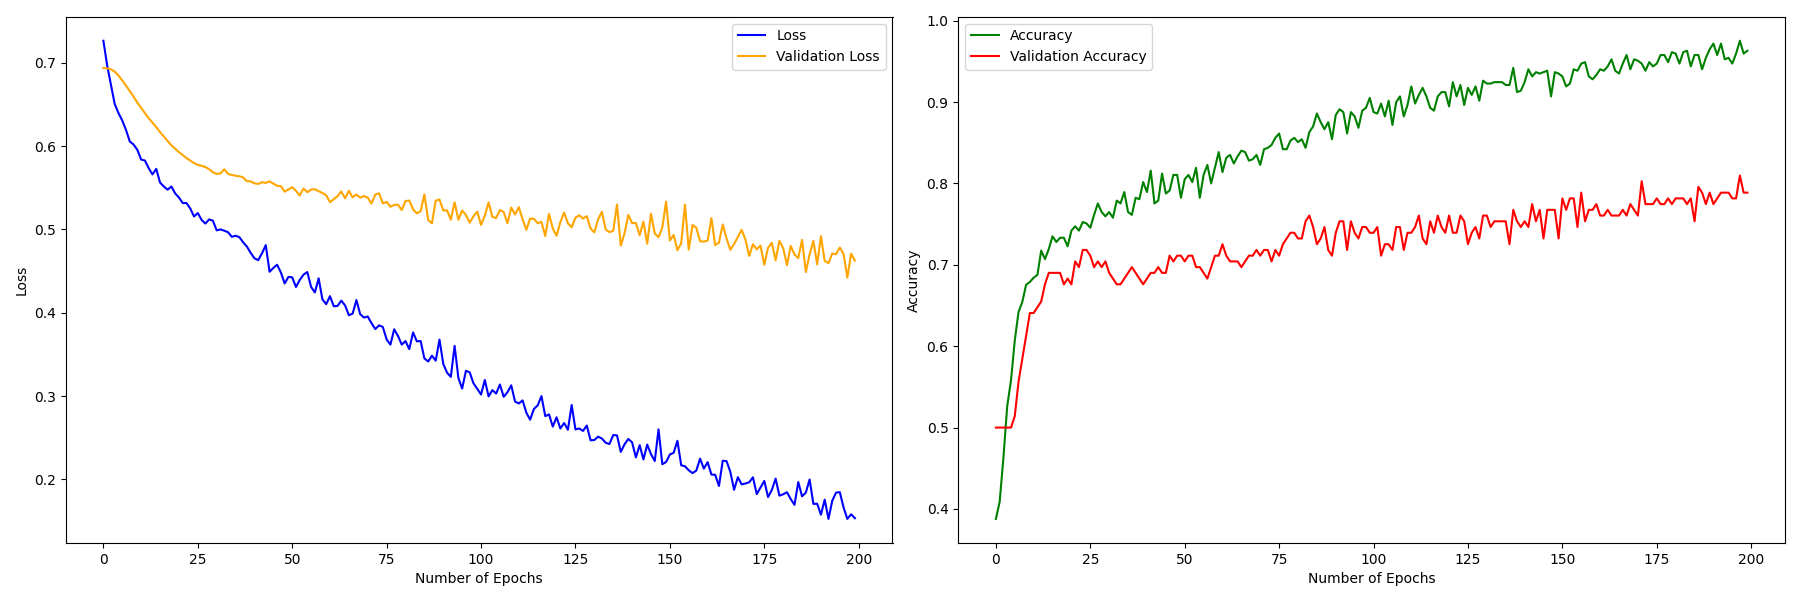 Loss
Validation Loss
0.7
0.6
0.5
0.4
0.3
0.2
Loss
0 25 50 75 100 125 150 175 200
Number of Epochs
Accuracy
Validation Accuracy
1.0
0.9
0.8
0.7
0.6
0.5
0.4
Accuracy
0 25 50 75 100 125 150 175 200
Number of Epochs